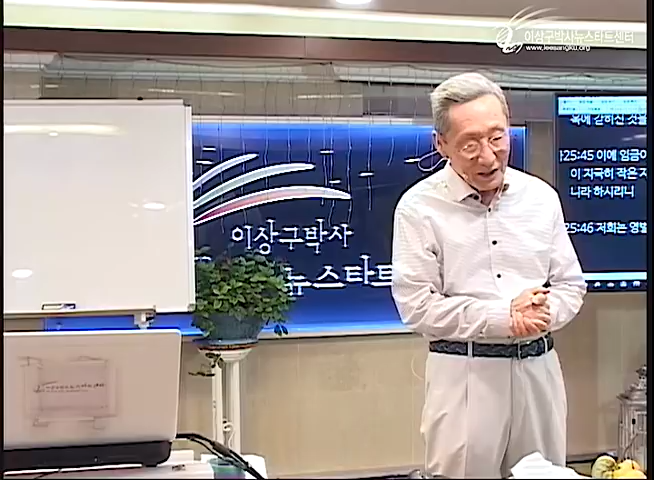 이상구박사뉴스타트센터
www.leesangku.org
옥에 갇히신 것을
25:45 이에 임금이
이 지극히 작은 자
니라 하시리니
25:46 저희는 영벌
이상구박사
뉴스타트